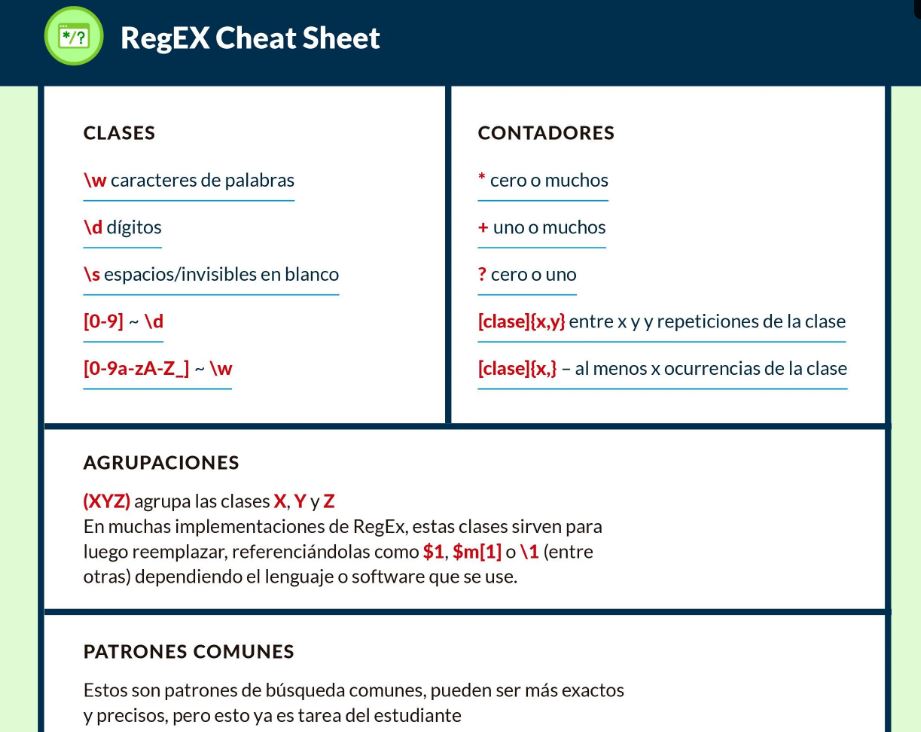 */?
RegEX Cheat Sheet
CLASES
\w caracteres de palabras
\d dígitos
\s espacios/invisibles en blanco
[0-9] ~ \d
[0-9a-zA-Z_] ~ \w
CONTADORES
* cero o muchos
+ uno o muchos
? cero o uno
[clase]{x,y} entre x y y repeticiones de la clase
[clase]{x,} – al menos x ocurrencias de la clase
AGRUPACIONES
(XYZ) agrupa las clases X, Y y Z
En muchas implementaciones de RegEx, estas clases sirven para
luego reemplazar, referenciándolas como $1, $m[1] o \1 (entre
otras) dependiendo el lenguaje o software que se use.
PATRONES COMUNES
Estos son patrones de búsqueda comunes, pueden ser más exactos
y precisos, pero esto ya es tarea del estudiante